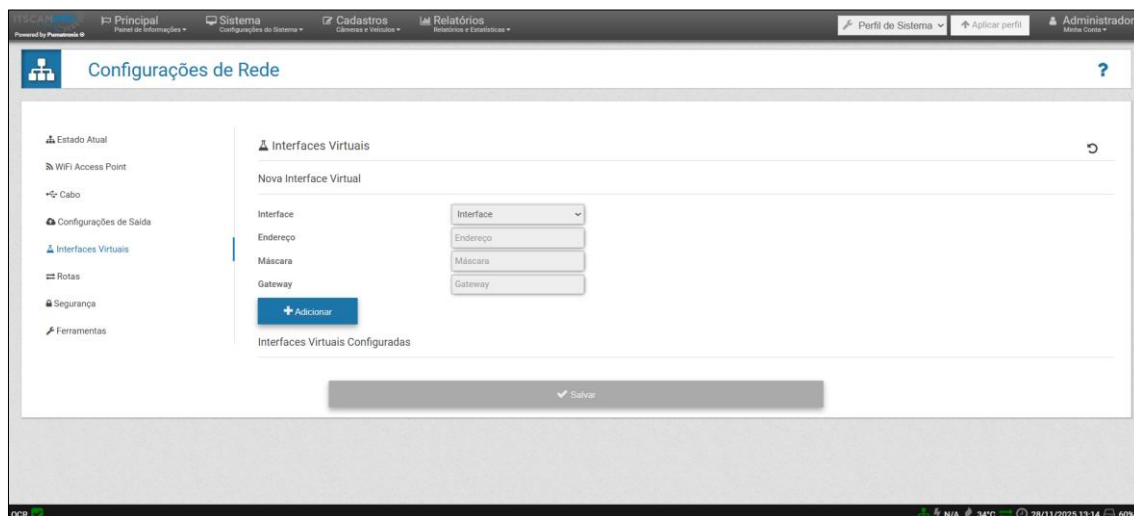 ITSCAM
Powered by Pumatronix ®
Principal
Painel de Informações
Sistema
Configurações do Sistema
Cadastros
Câmeras e Veículos
Relatórios
Relatórios e Estatísticas
Perfil de Sistema
Aplicar perfil
Administrador
Minha Conta
Configurações de Rede
?
Estado Atual
WiFi Access Point
Cabo
Configurações de Saída
Interfaces Virtuais
Rotas
Segurança
Ferramentas
Interfaces Virtuais
Nova Interface Virtual
Interface Interface
Endereço Endereço
Máscara Máscara
Gateway Gateway
Adicionar
Interfaces Virtuais Configuradas
Salvar
OCR
N/A 34°C 28/11/2025 13:14 60%